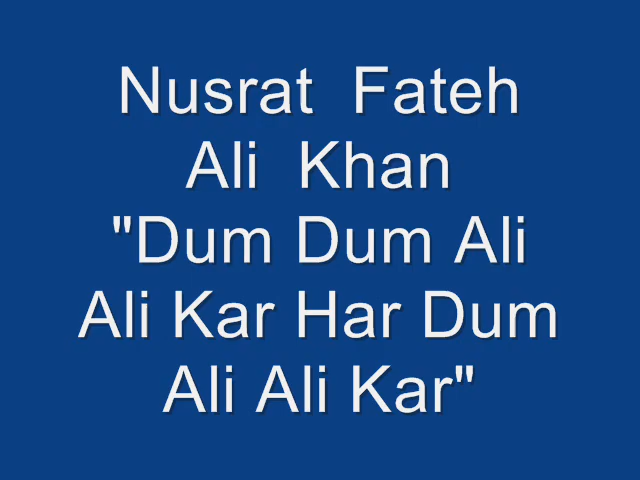 Nusrat  Fateh
Ali  Khan
"Dum Dum Ali
Ali Kar Har Dum
Ali Ali Kar"